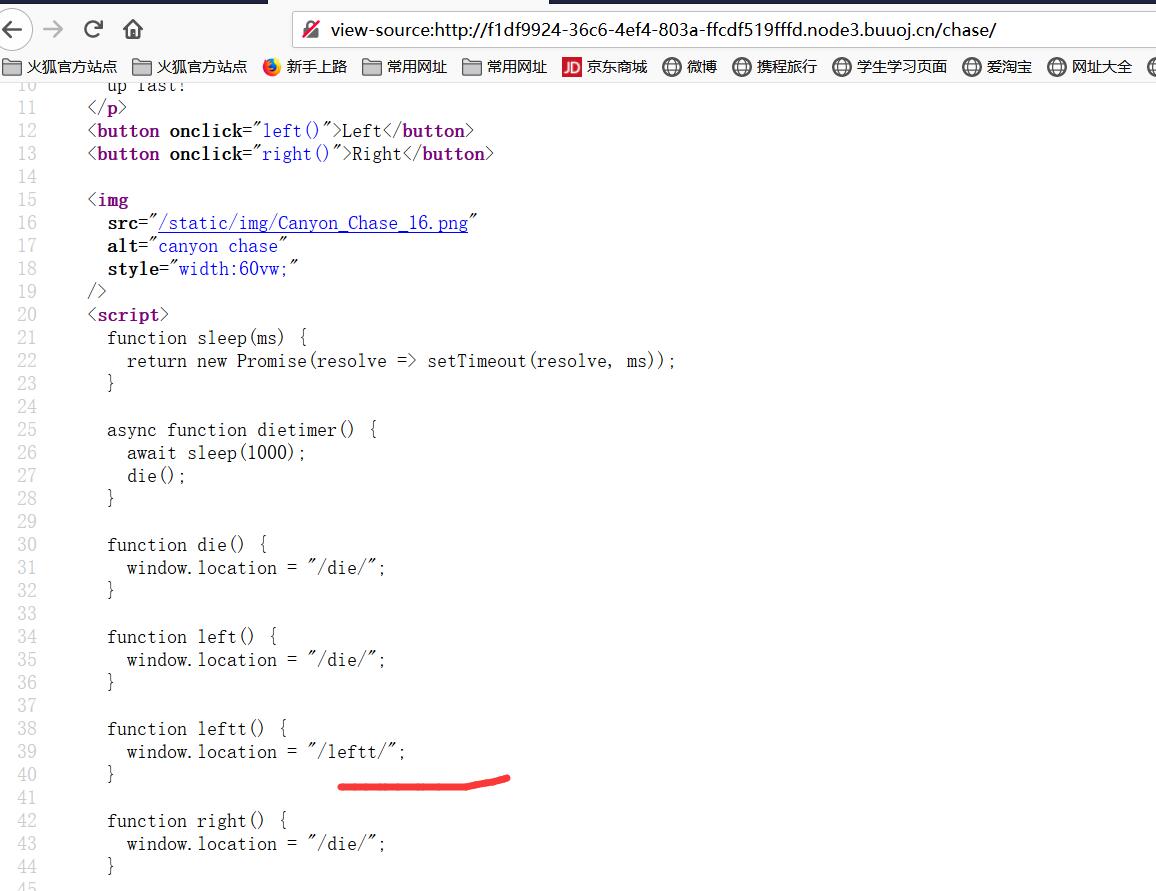 view-source:http://f1df9924-36c6-4ef4-803a-ffcdf519fffd.node3.buuoj.cn/chase/
火狐官方站点 火狐官方站点 新手上路 常用网址 常用网址 JD 京东商城 微博 携程旅行 学生学习页面 爱淘宝 网址大全
10 up fast!
11 </p>
12 <button onclick="left()">Left</button>
13 <button onclick="right()">Right</button>
14
15 <img
16 src="/static/img/Canyon_Chase_16.png"
17 alt="canyon chase"
18 style="width:60vw;"
19 />
20 <script>
21 function sleep(ms) {
22 return new Promise(resolve => setTimeout(resolve, ms));
23 }
24
25 async function dietimer() {
26 await sleep(1000);
27 die();
28 }
29
30 function die() {
31 window.location = "/die/";
32 }
33
34 function left() {
35 window.location = "/die/";
36 }
37
38 function leftt() {
39 window.location = "/leftt/";
40 }
41
42 function right() {
43 window.location = "/die/";
44 }
45